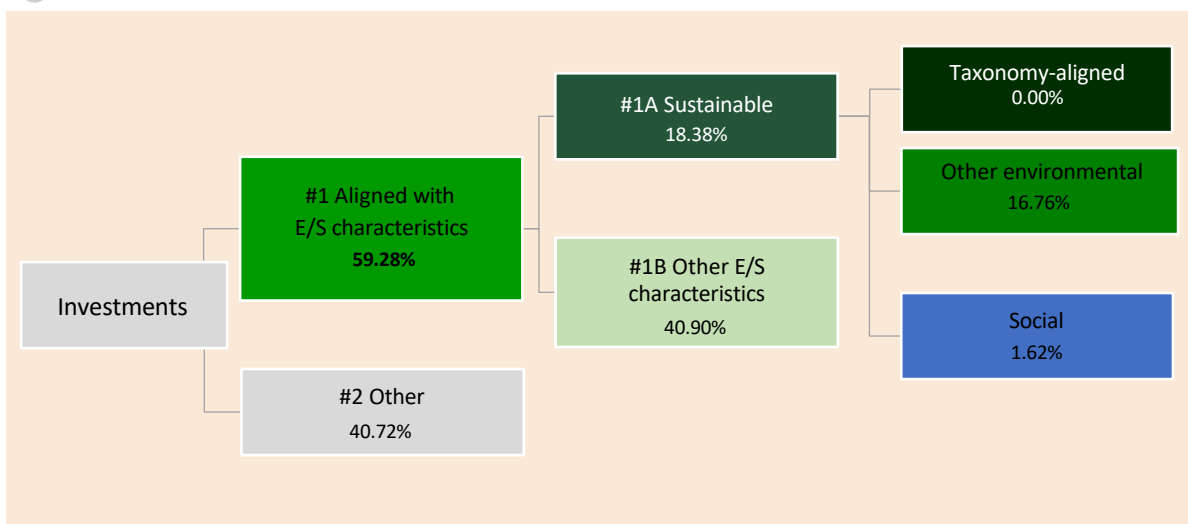 Investments
#1 Aligned with
E/S characteristics
59.28%
#2 Other
40.72%
#1A Sustainable
18.38%
#1B Other E/S
characteristics
40.90%
Taxonomy-aligned
0.00%
Other environmental
16.76%
Social
1.62%